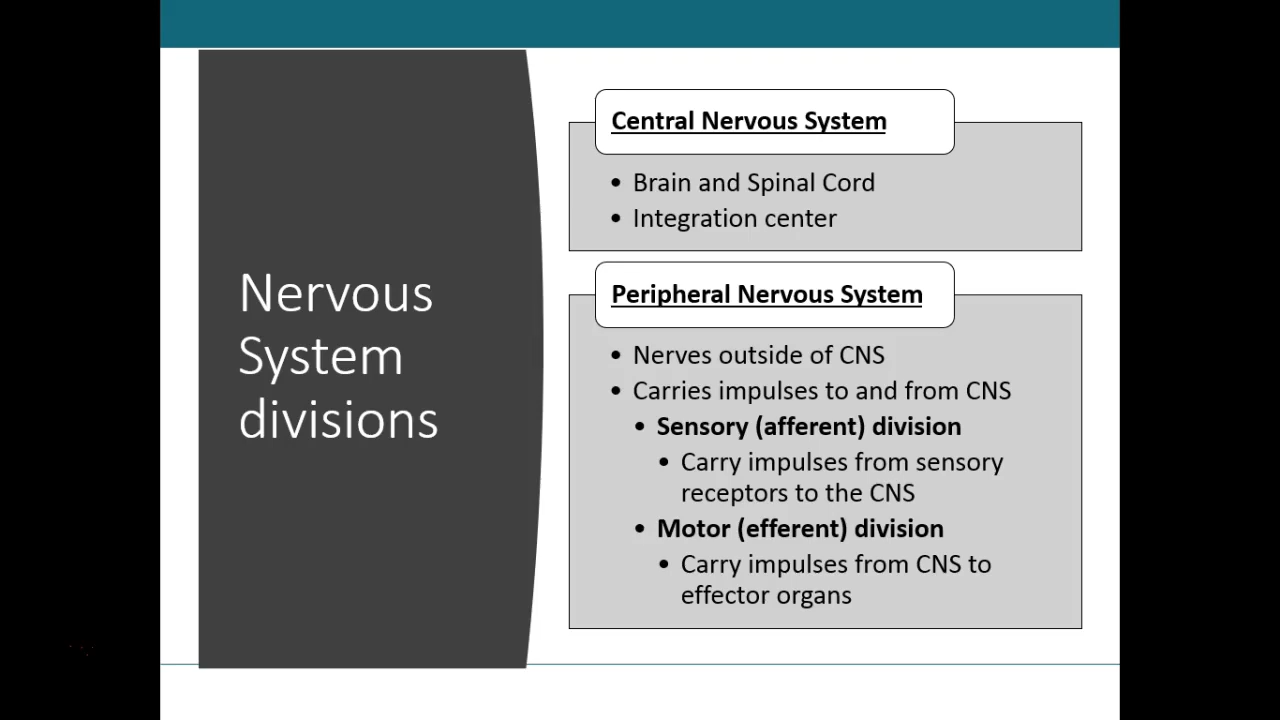 Nervous
System
divisions
Central Nervous System
• Brain and Spinal Cord
• Integration center
Peripheral Nervous System
• Nerves outside of CNS
• Carries impulses to and from CNS
• Sensory (afferent) division
• Carry impulses from sensory
receptors to the CNS
• Motor (efferent) division
• Carry impulses from CNS to
effector organs